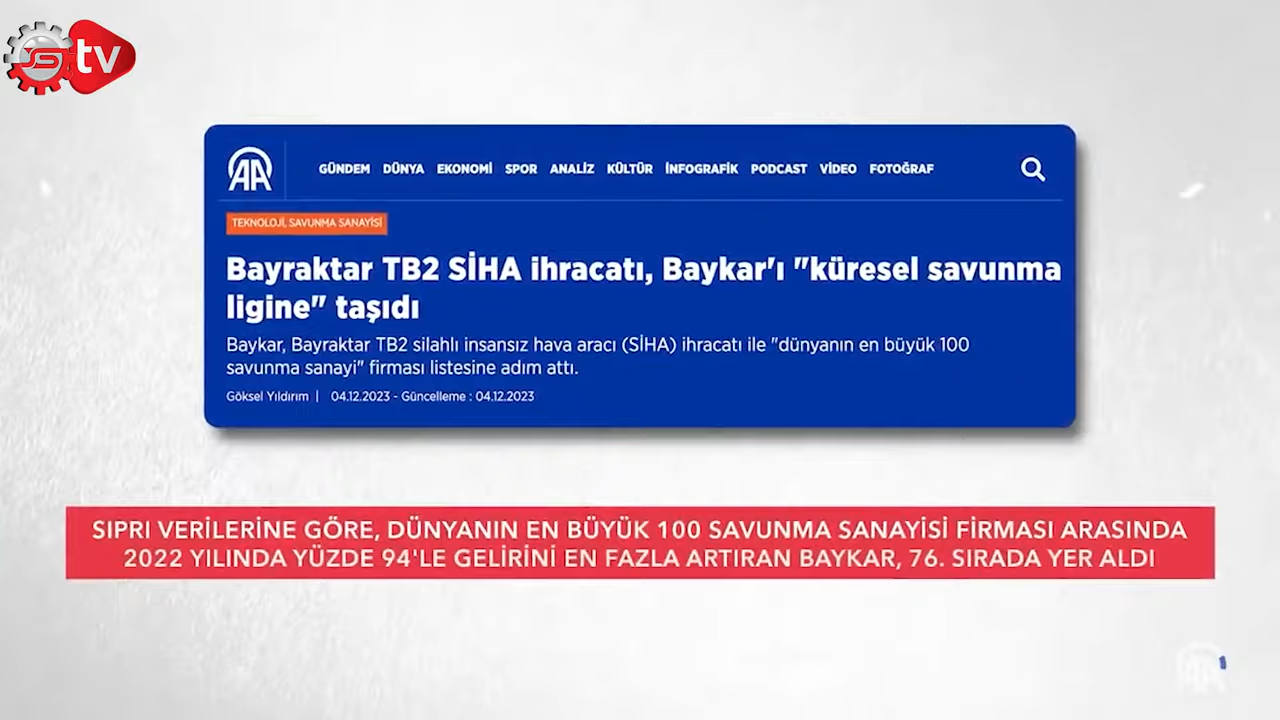 tv
AA
GÜNDEM DÜNYA EKONOMİ SPOR ANALİZ KÜLTÜR İNFOGRAFİK PODCAST VİDEO FOTOĞRAF
TEKNOLOJİ, SAVUNMA SANAYİSİ
Bayraktar TB2 SİHA ihracatı, Baykar'ı "küresel savunma
ligine" taşıdı
Baykar, Bayraktar TB2 silahlı insansız hava aracı (SİHA) ihracatı ile "dünyanın en büyük 100
savunma sanayi" firması listesine adım attı.
Göksel Yıldırım | 04.12.2023 - Güncelleme : 04.12.2023
SIPRI VERİLERİNE GÖRE, DÜNYANIN EN BÜYÜK 100 SAVUNMA SANAYİSİ FİRMASI ARASINDA
2022 YILINDA YÜZDE 94'LE GELİRİNİ EN FAZLA ARTIRAN BAYKAR, 76. SIRADA YER ALDI
AA